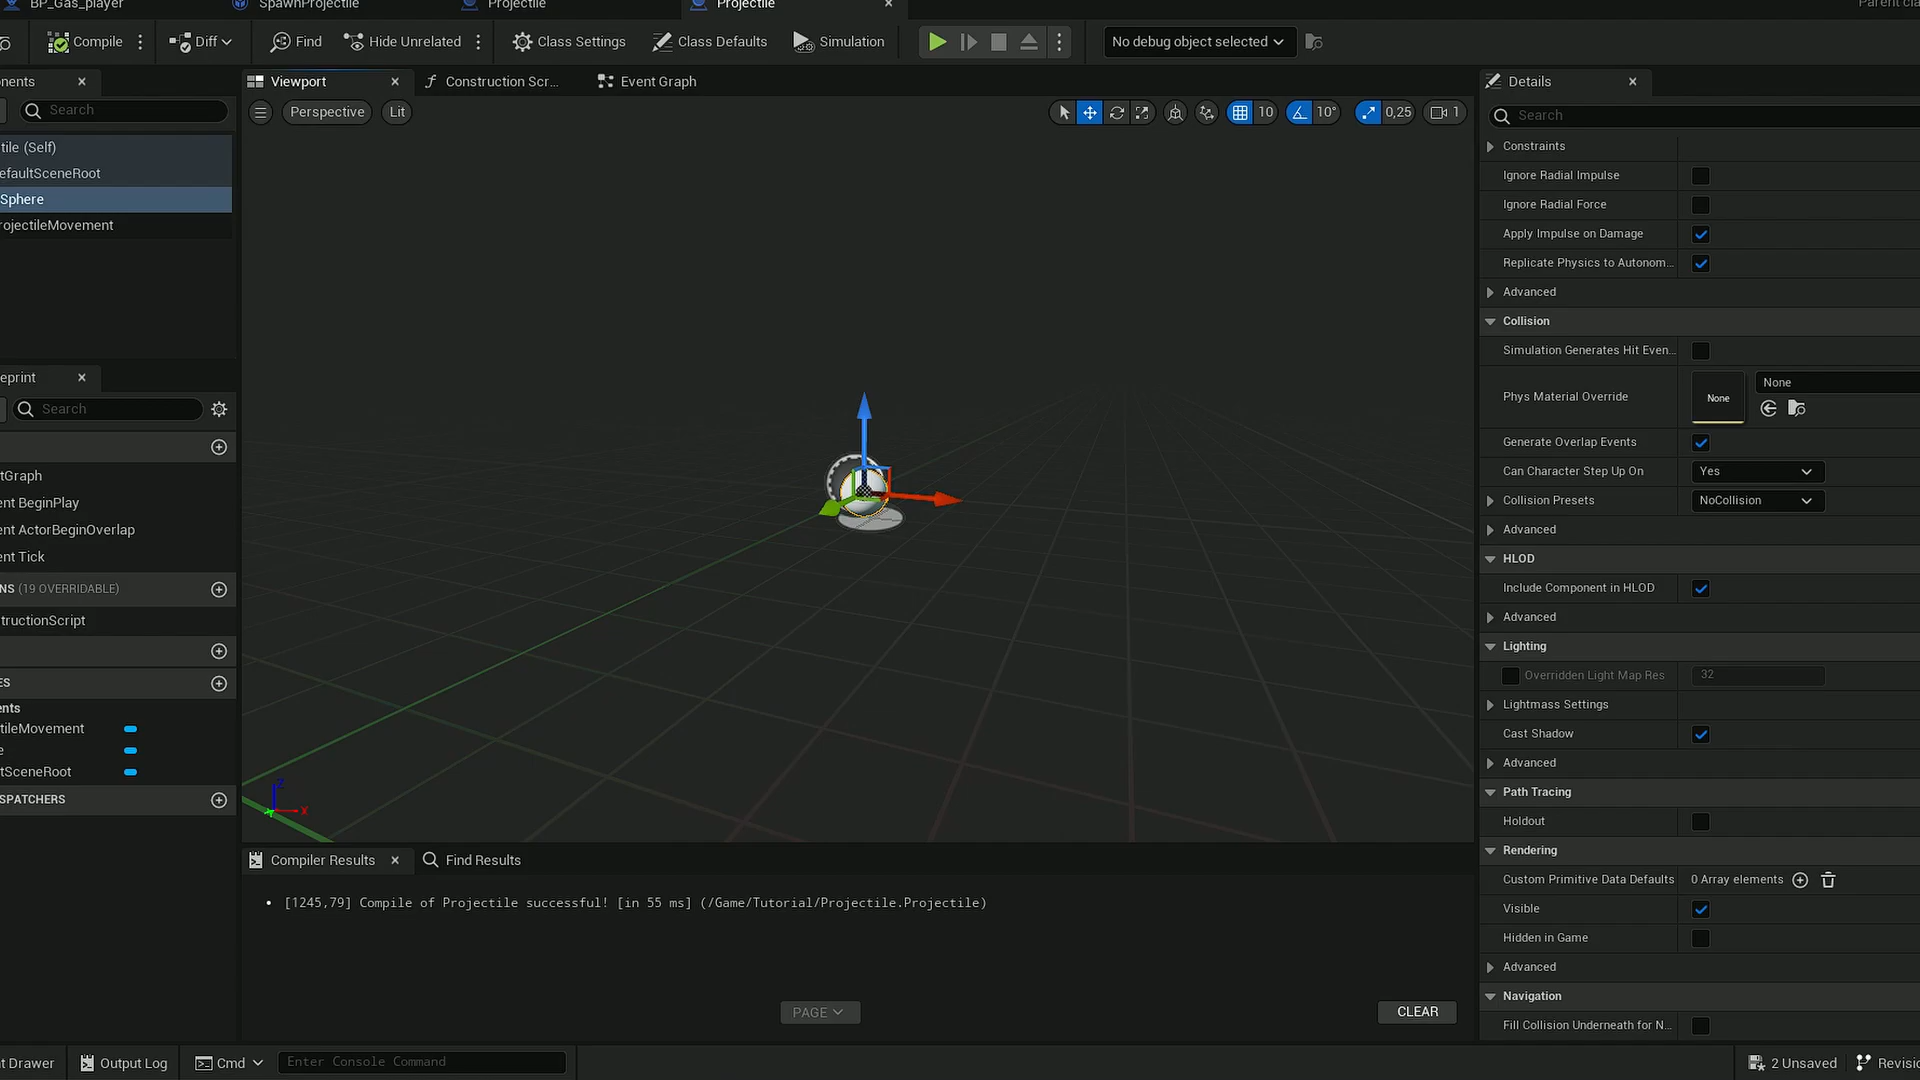 BP_Gas_player
SpawnProjectile
Projectile
Projectile
Parent cla
Compile
Diff
Find
Hide Unrelated
Class Settings
Class Defaults
Simulation
No debug object selected
nents
Viewport
Construction Scr...
Event Graph
Details
Search
Perspective
Lit
10
10°
0,25
1
Search
tile (Self)
efaultSceneRoot
Sphere
rojectileMovement
eprint
Search
tGraph
ent BeginPlay
ent ActorBeginOverlap
ent Tick
NS (19 OVERRIDABLE)
tructionScript
ES
ents
tileMovement
e
tSceneRoot
SPATCHERS
Z
X
Constraints
Ignore Radial Impulse
Ignore Radial Force
Apply Impulse on Damage
Replicate Physics to Autonom...
Advanced
Collision
Simulation Generates Hit Even...
Phys Material Override
None
None
Generate Overlap Events
Can Character Step Up On
Yes
Collision Presets
NoCollision
Advanced
HLOD
Include Component in HLOD
Advanced
Lighting
Overridden Light Map Res
32
Lightmass Settings
Cast Shadow
Advanced
Path Tracing
Holdout
Rendering
Custom Primitive Data Defaults
0 Array elements
Visible
Hidden in Game
Advanced
Navigation
Fill Collision Underneath for N...
Compiler Results
Find Results
• [1245,79] Compile of Projectile successful! [in 55 ms] (/Game/Tutorial/Projectile.Projectile)
PAGE
CLEAR
nt Drawer
Output Log
Cmd
Enter Console Command
2 Unsaved
Revisio